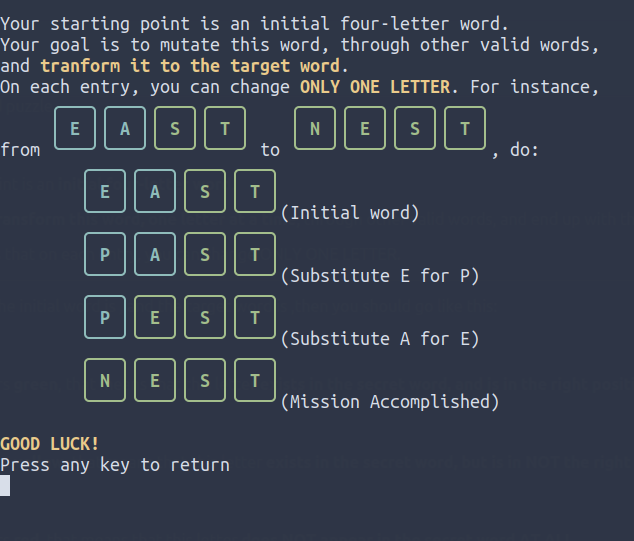 Your starting point is an initial four-letter word.
Your goal is to mutate this word, through other valid words,
and tranform it to the target word.
On each entry, you can change ONLY ONE LETTER. For instance,
from E A S T to N E S T , do:
E A S T (Initial word)
P A S T (Substitute E for P)
P E S T (Substitute A for E)
N E S T (Mission Accomplished)
GOOD LUCK!
Press any key to return